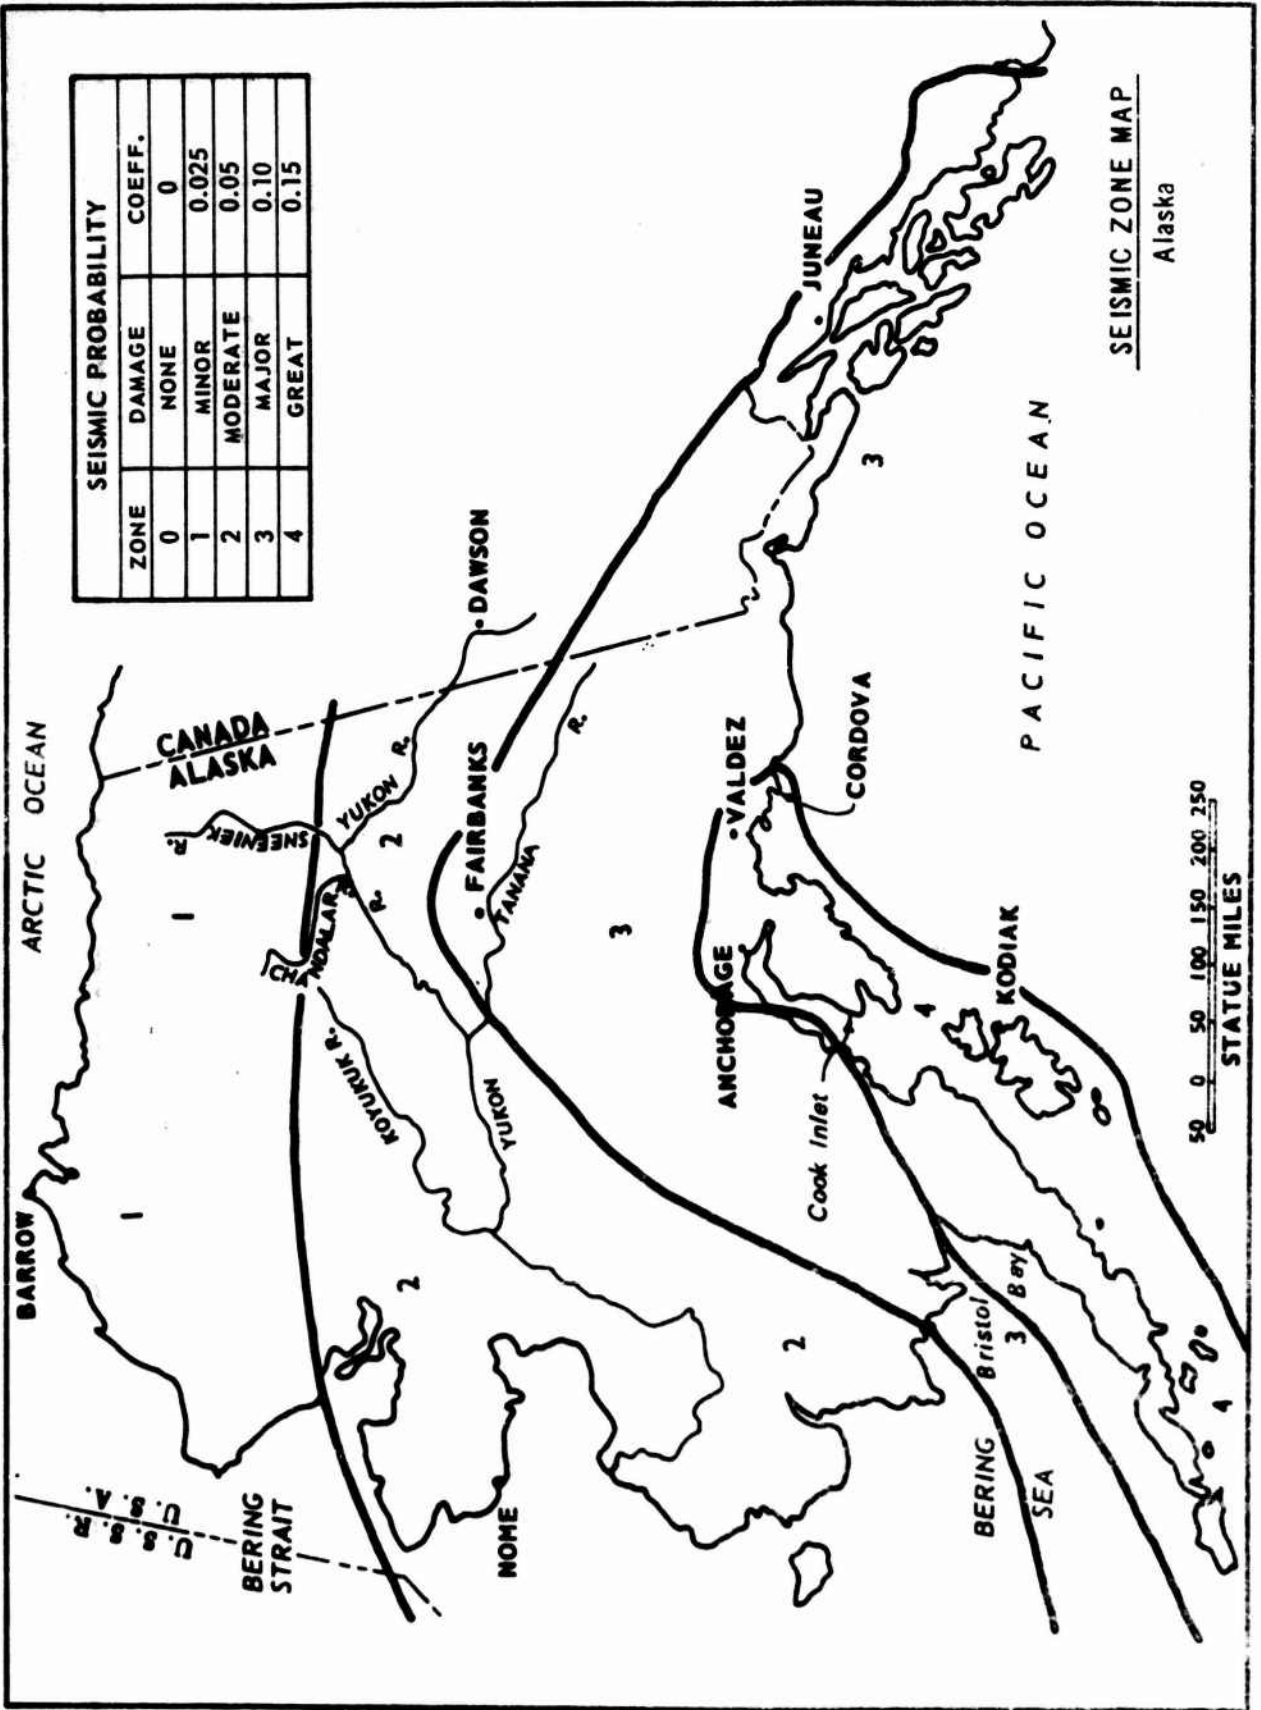 SEISMIC PROBABILITY
ZONE DAMAGE COEFF.
0 NONE 0
1 MINOR 0.025
2 MODERATE 0.05
3 MAJOR 0.10
4 GREAT 0.15
ARCTIC OCEAN
BARROW
CANADA
ALASKA
U.S.S.R.
U.S.A.
BERING
STRAIT
1
1
SNEENIEK R.
CHANDALAR R.
YUKON R.
R.
KOYUKUK R.
2
2
DAWSON
FAIRBANKS
TANANA R.
YUKON
NOME
3
2
JUNEAU
VALDEZ
ANCHORAGE
CORDOVA
Cook Inlet
3
4
KODIAK
Bristol Bay
3
BERING
SEA
4
PACIFIC OCEAN
50 0 50 100 150 200 250
STATUE MILES
SEISMIC ZONE MAP
Alaska